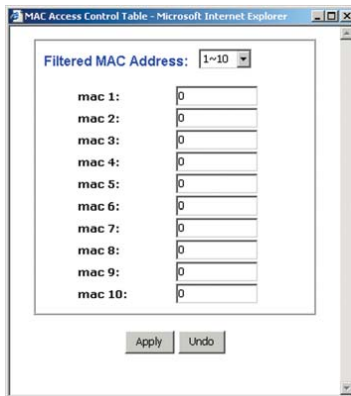 MAC Access Control Table - Microsoft Internet Explorer
Filtered MAC Address: 1~10
mac 1: 0
mac 2: 0
mac 3: 0
mac 4: 0
mac 5: 0
mac 6: 0
mac 7: 0
mac 8: 0
mac 9: 0
mac 10: 0
Apply Undo